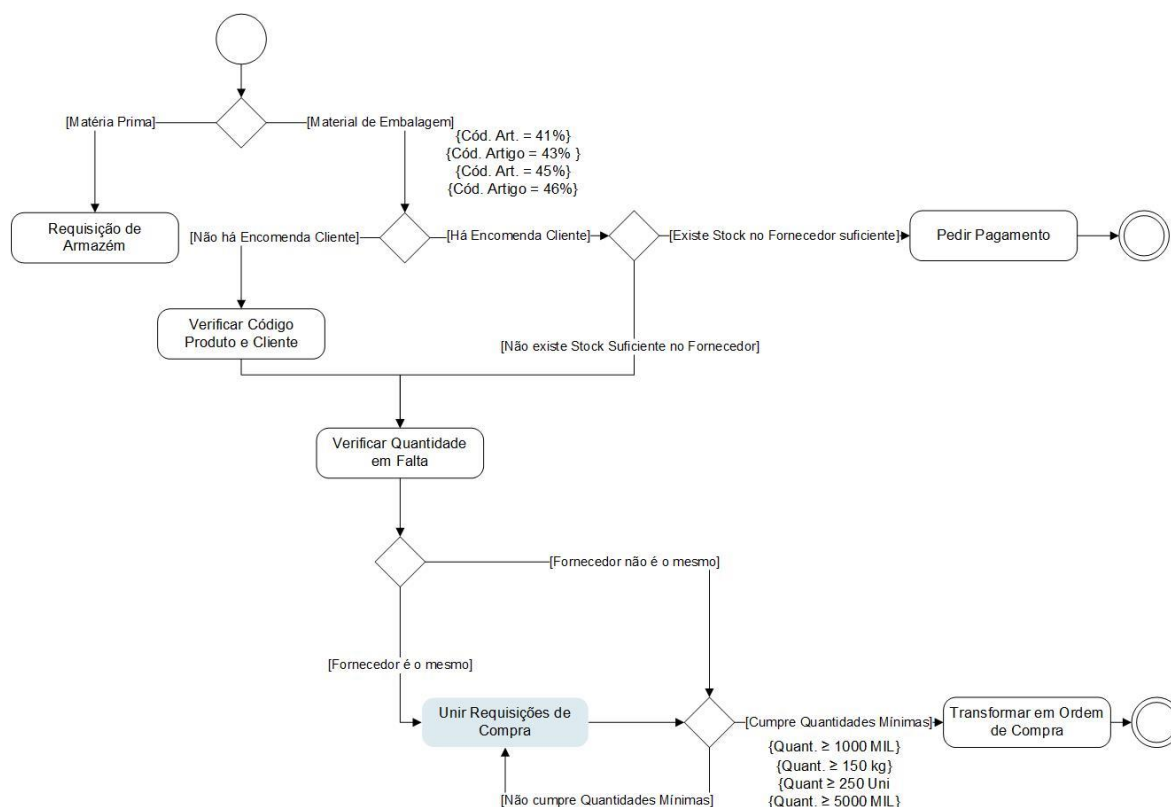 [Matéria Prima]
[Material de Embalagem]
{Cód. Art. = 41%}
{Cód. Artigo = 43% }
{Cód. Art. = 45%}
{Cód. Artigo = 46%}
Requisição de
Armazém
[Não há Encomenda Cliente]
[Há Encomenda Cliente]
[Existe Stock no Fornecedor suficiente]
Pedir Pagamento
Verificar Código
Produto e Cliente
[Não existe Stock Suficiente no Fornecedor]
Verificar Quantidade
em Falta
[Fornecedor não é o mesmo]
[Fornecedor é o mesmo]
Unir Requisições de
Compra
[Cumpre Quantidades Mínimas]
Transformar em Ordem
de Compra
{Quant. ≥ 1000 MIL}
{Quant. ≥ 150 kg}
{Quant ≥ 250 Uni
{Quant. ≥ 5000 MIL}
[Não cumpre Quantidades Mínimas]